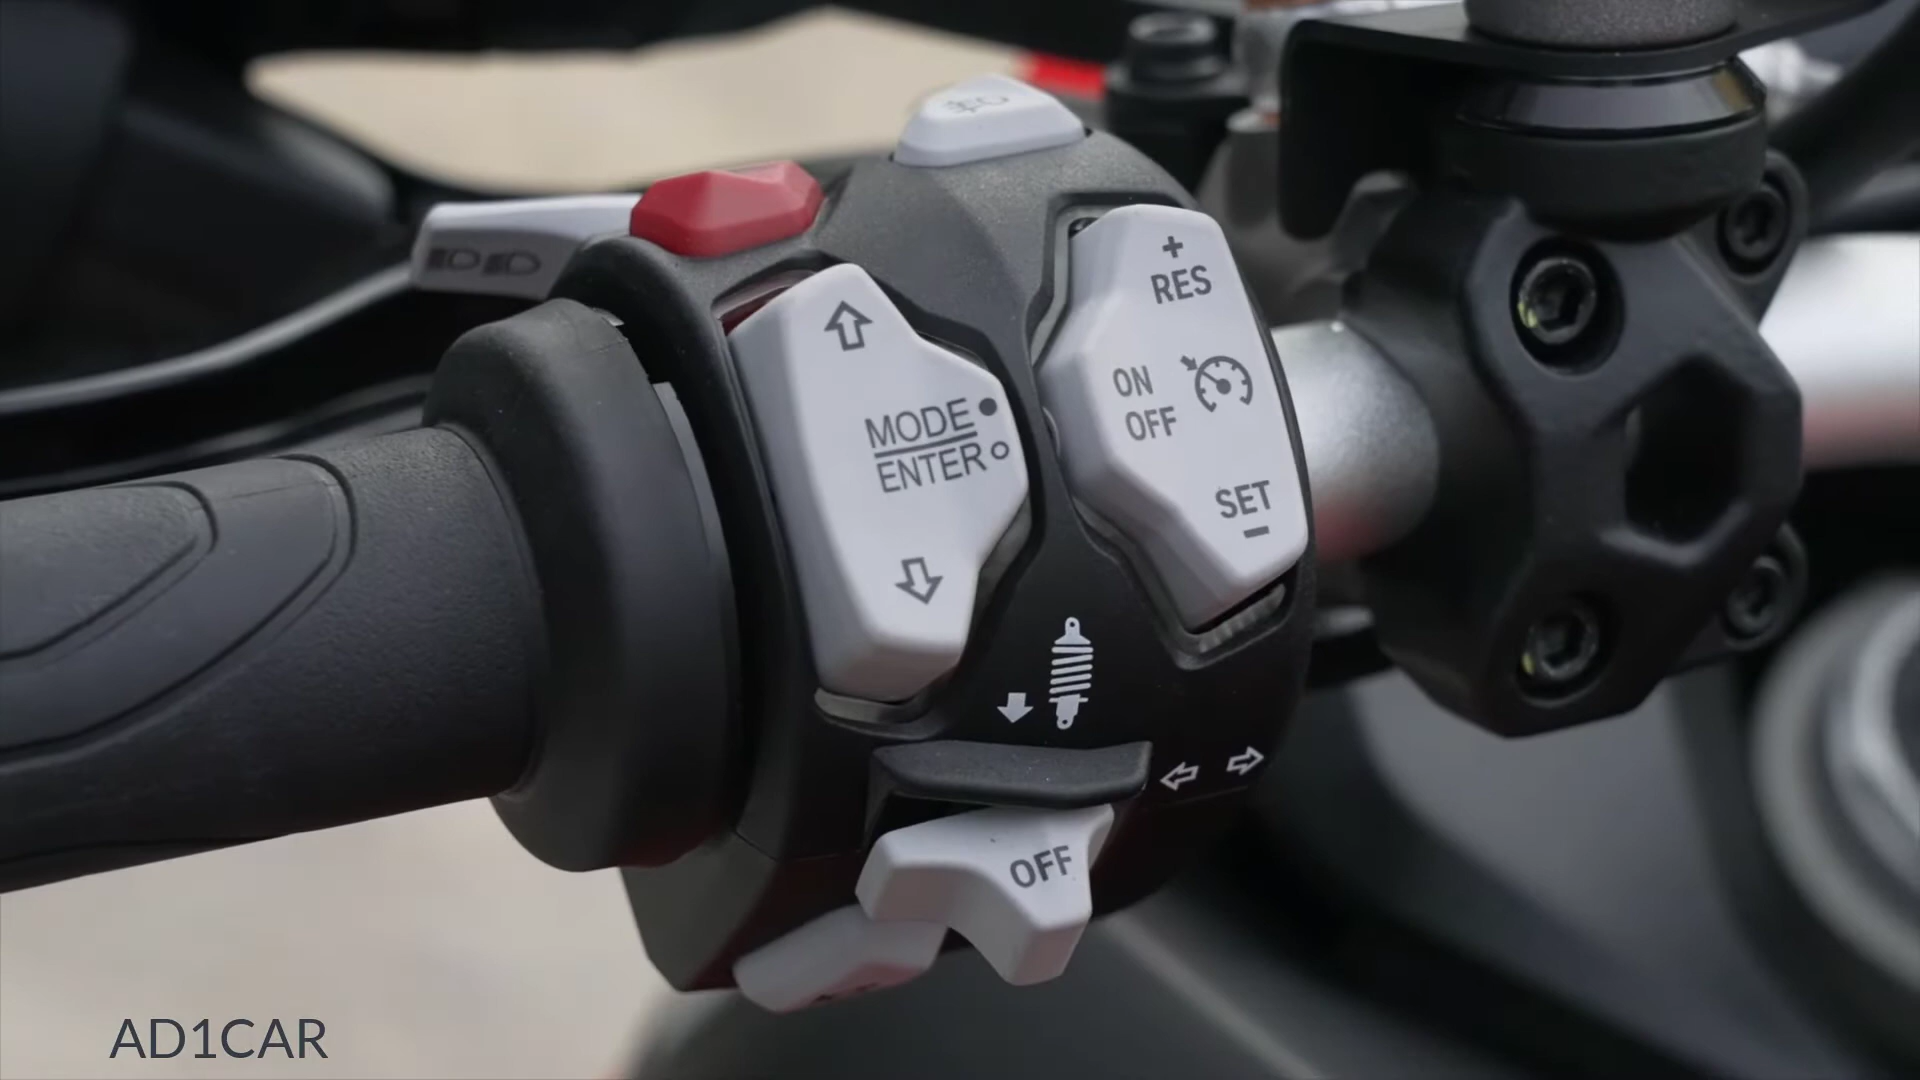 MODE
ENTER
+
RES
ON
OFF
SET
-
OFF
AD1CAR